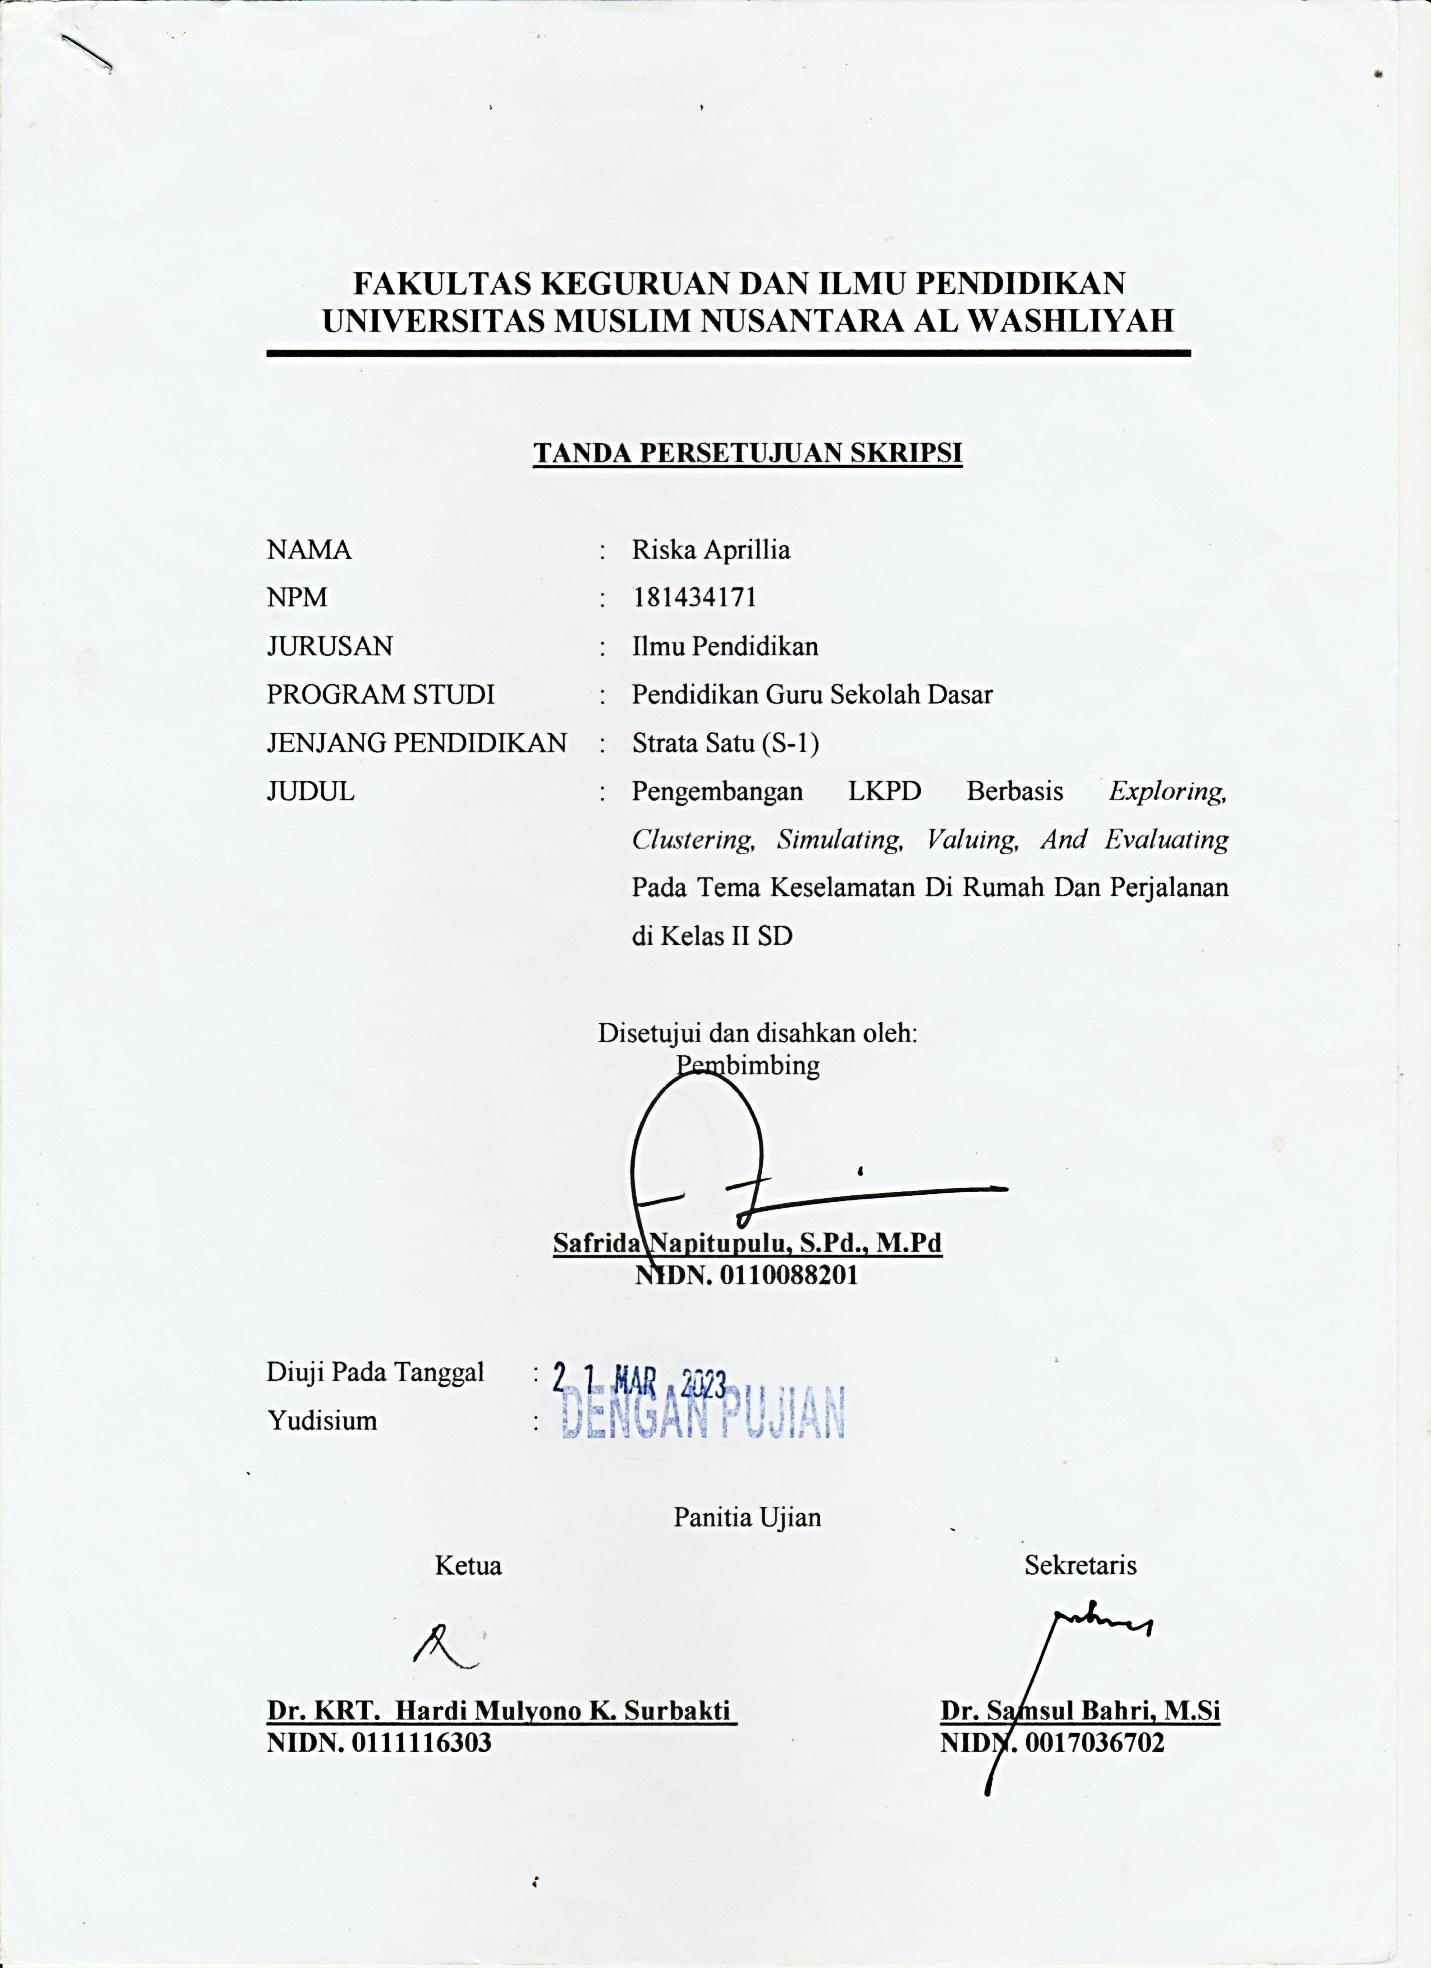 FAKULTAS KEGURUAN DAN ILMU PENDIDIKAN
UNIVERSITAS MUSLIM NUSANTARA AL WASHLIYAH
TANDA PERSETUJUAN SKRIPSI
NAMA : Riska Aprillia
NPM : 181434171
JURUSAN : Ilmu Pendidikan
PROGRAM STUDI : Pendidikan Guru Sekolah Dasar
JENJANG PENDIDIKAN : Strata Satu (S-1)
JUDUL : Pengembangan LKPD Berbasis Exploring,
Clustering, Simulating, Valuing, And Evaluating
Pada Tema Keselamatan Di Rumah Dan Perjalanan
di Kelas II SD
Disetujui dan disahkan oleh:
Pembimbing
Safrida Napitupulu, S.Pd., M.Pd
NIDN. 0110088201
Diuji Pada Tanggal : 21 MAR 2023
Yudisium : DENGAN PUJIAN
Panitia Ujian
Ketua Sekretaris
Dr. KRT. Hardi Mulyono K. Surbakti Dr. Samsul Bahri, M.Si
NIDN. 0111116303 NIDN. 0017036702